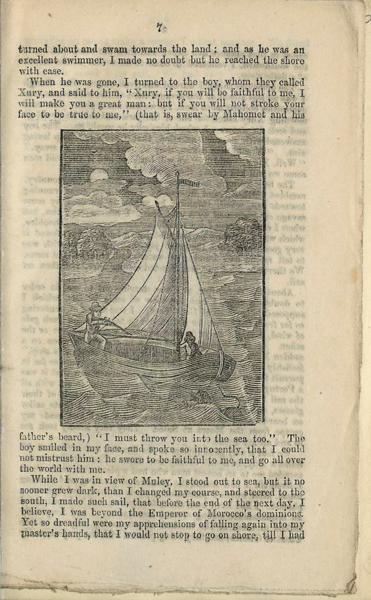 7
turned about and swam towards the land; and as he was an
excellent swimmer, I made no doubt but he reached the shore
with ease.
When he was gone, I turned to the boy, whom they called
Xury, and said to him, “Xury, if you will be faithful to me, I
will make you a great man: but if you will not stroke your
face to be true to me,” (that is, swear by Mahomet and his
father's beard,) “I must throw you into the sea too.” The
boy smiled in my face, and spoke so innocently, that I could
not mistrust him: he swore to be faithful to me, and go all over
the world with me.
While I was in view of Muley, I stood out to sea, but it no
sooner grew dark, than I changed my course, and steered to the
south, I made such sail, that before the end of the next day, I
believe, I was beyond the Emperor of Morocco's dominions.
Yet so dreadful were my apprehensions of falling again into my
master's hands, that I would not stop to go on shore, till I had